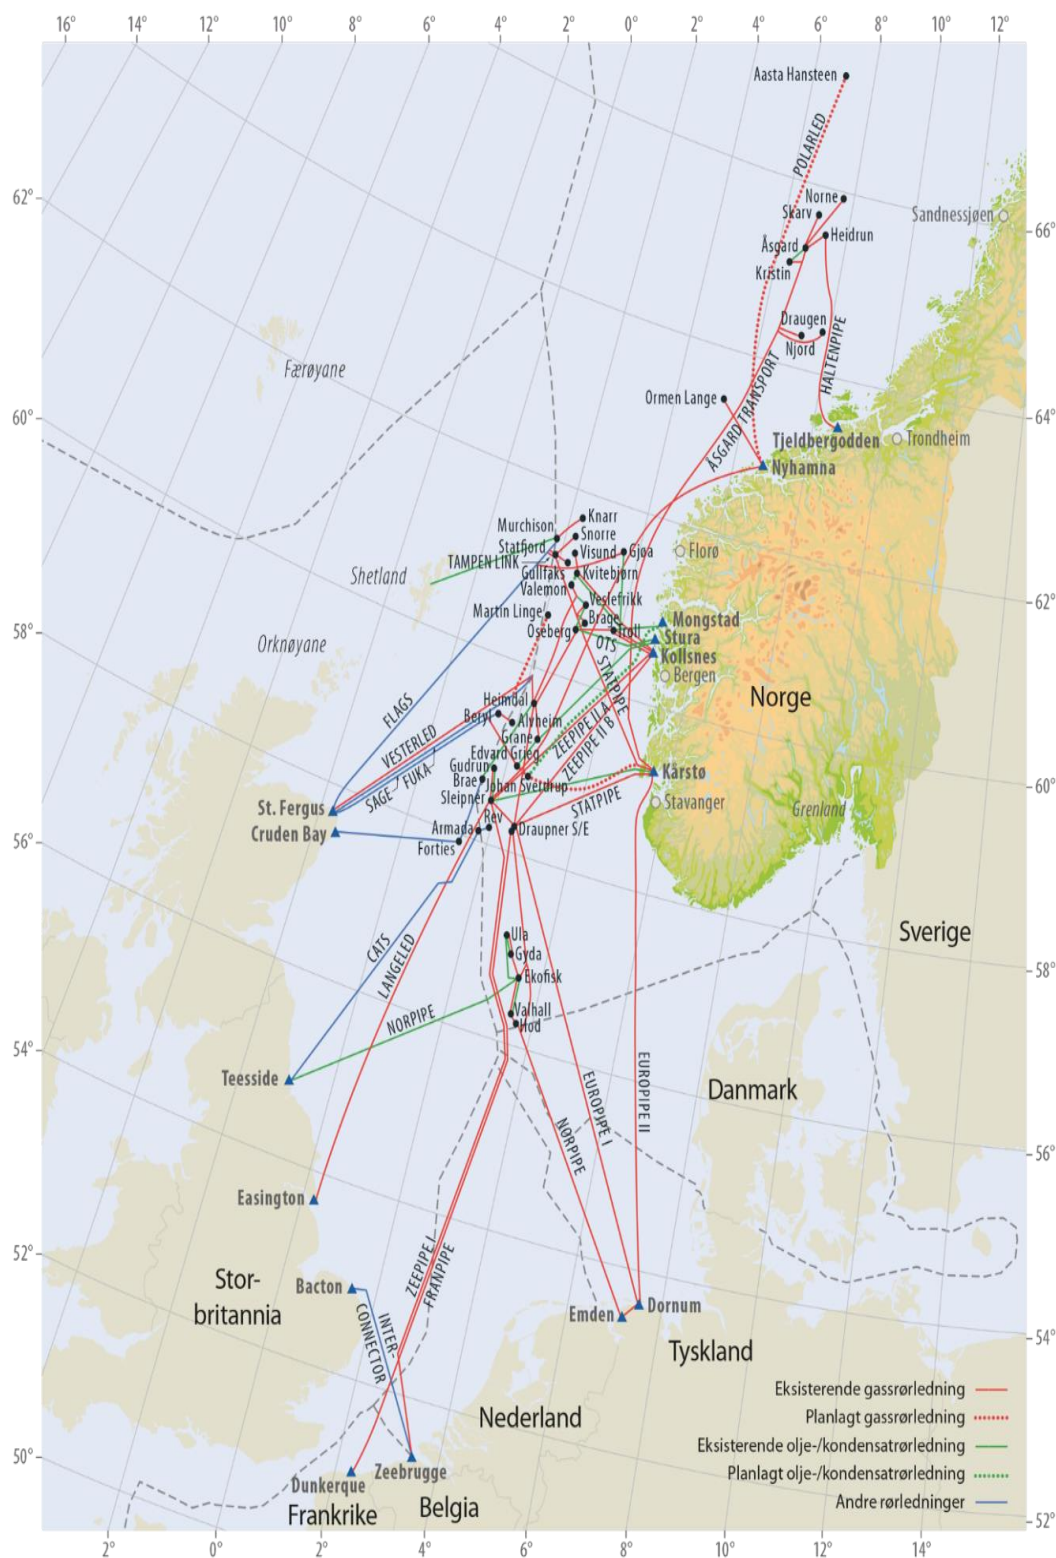 16° 14° 12° 10° 8° 6° 4° 2° 0° 2° 4° 6° 8° 10° 12°
Aasta Hansteen
POLARLED
62°
Norne
Skarv
Sandnessjøen
66°
Åsgard
Heidrun
Kristin
Draugen
Njord
HALTENPIPE
Færøyane
Ormen Lange
ÅSGARD TRANSPORT
60°
64°
Tjeldbergodden
Trondheim
Nyhamna
Knarr
Murchison
Snorre
Statfjord
Visund
Gjøa
Florø
TAMPEN LINK
Gullfaks
Kvitebjørn
Shetland
Valemon
Veslefrikk
62°
Martin Linge
Brage
Mongstad
58°
Oseberg
Troll
Stura
OTS
Kollsnes
Orknøyane
STATPIPE
Bergen
Norge
FLAGS
Heimdal
Beryl
Alvheim
VESTERLED
Grane
ZEEPIPE II A
ZEEPIPE II B
Edvard Grieg
SAGE / FUKA
Gudrun
Kårstø
Brae
Johan Sverdrup
60°
Sleipner
STATPIPE
Stavanger
Grenland
St. Fergus
Rev
Cruden Bay
Armada
Draupner S/E
56°
Forties
Sverige
Ula
CATS
LANGELED
Gyda
58°
Ekofisk
NORPIPE
Valhall
Hod
54°
Teesside
EUROPIPE II
EUROPIPE I
Danmark
NORPIPE
56°
Easington
52°
ZEEPIPE I
FRANPIPE
Stor-
britannia
Bacton
INTER-
CONNECTOR
Dornum
Emden
54°
Tyskland
Eksisterende gassrørledning
Planlagt gassrørledning
Nederland
Eksisterende olje-/kondensatrørledning
50°
Planlagt olje-/kondensatrørledning
Zeebrugge
Dunkerque
Andre rørledninger
Frankrike
Belgia
52°
2° 0° 2° 4° 6° 8° 10° 12° 14°